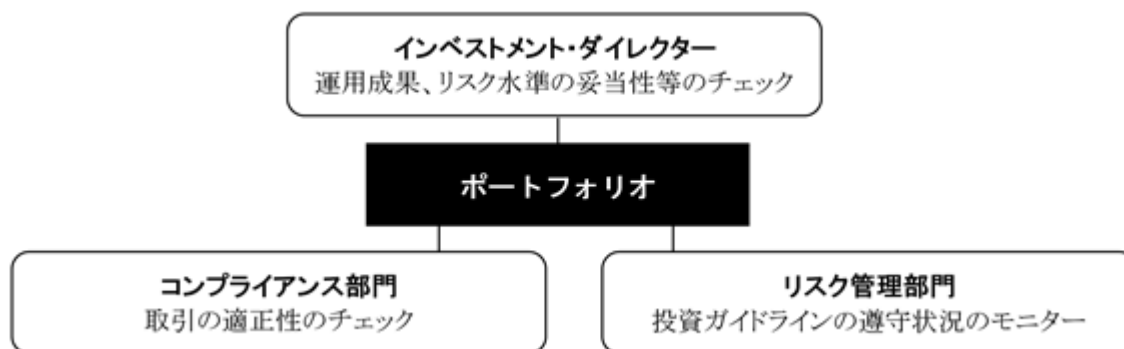 インベストメント・ダイレクター
運用成果、リスク水準の妥当性等のチェック
ポートフォリオ
コンプライアンス部門
取引の適正性のチェック
リスク管理部門
投資ガイドラインの遵守状況のモニター